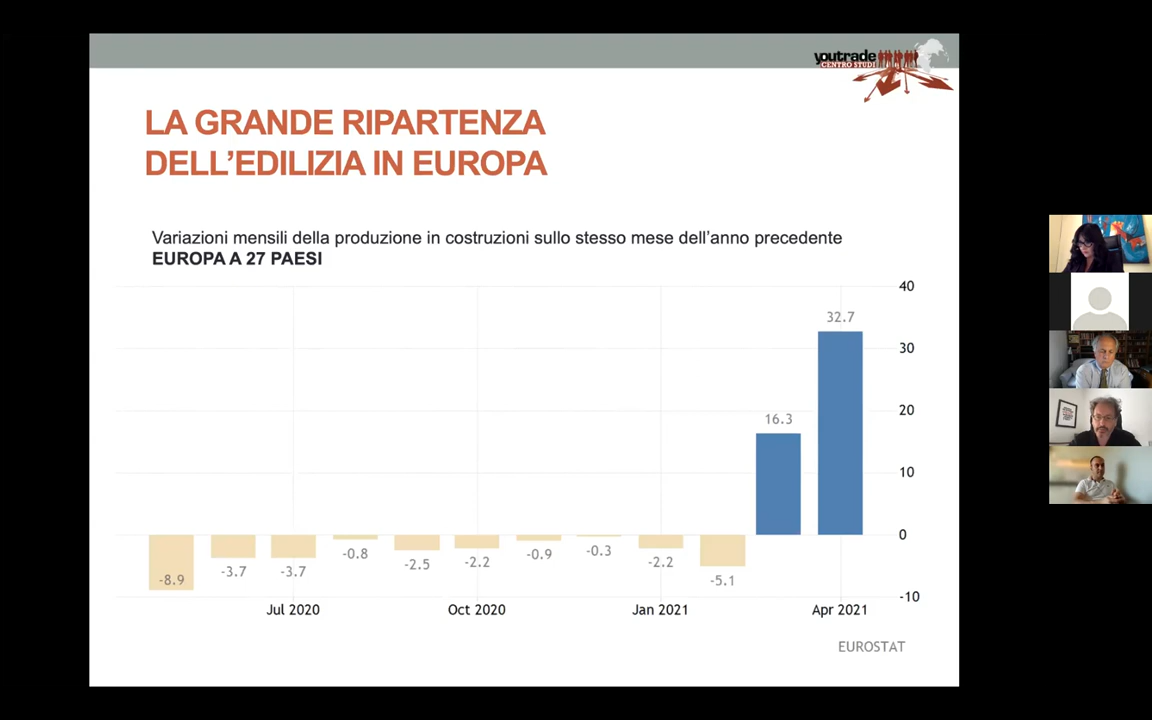 youtrade
CENTRO STUDI
LA GRANDE RIPARTENZA
DELL’EDILIZIA IN EUROPA
Variazioni mensili della produzione in costruzioni sullo stesso mese dell’anno precedente
EUROPA A 27 PAESI
40
32.7
30
20
16.3
10
0
-8.9
-3.7
-3.7
-0.8
-2.5
-2.2
-0.9
-0.3
-2.2
-5.1
-10
Jul 2020
Oct 2020
Jan 2021
Apr 2021
EUROSTAT